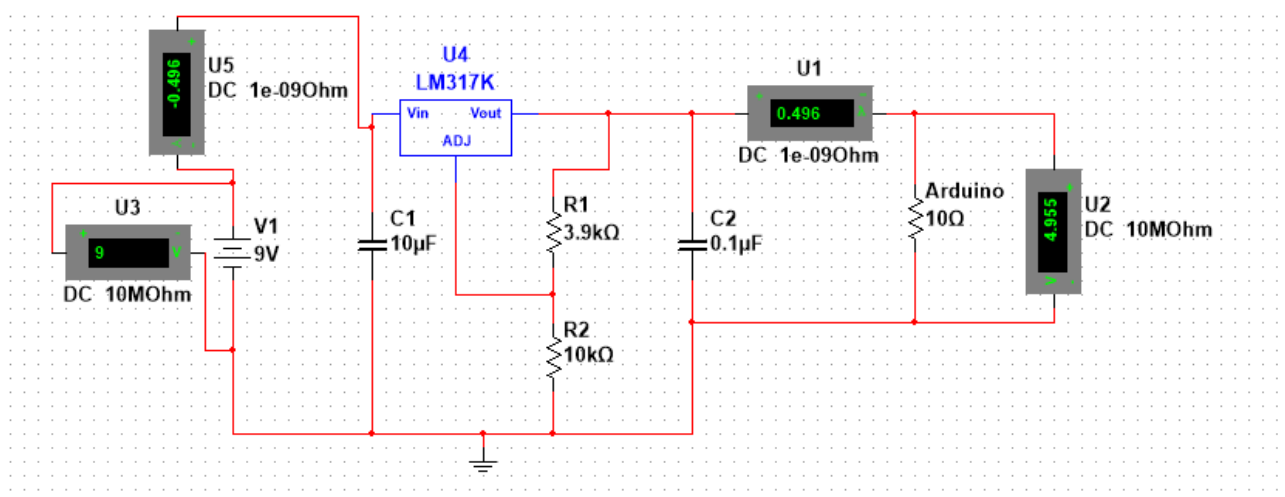 -0.496
U5
DC 1e-09Ohm
U4
LM317K
Vin Vout
ADJ
U1
0.496
DC 1e-09Ohm
U3
9
V
DC 10MOhm
V1
9V
C1
10µF
R1
3.9kΩ
R2
10kΩ
C2
0.1µF
Arduino
10Ω
U2
DC 10MOhm
4.955
V